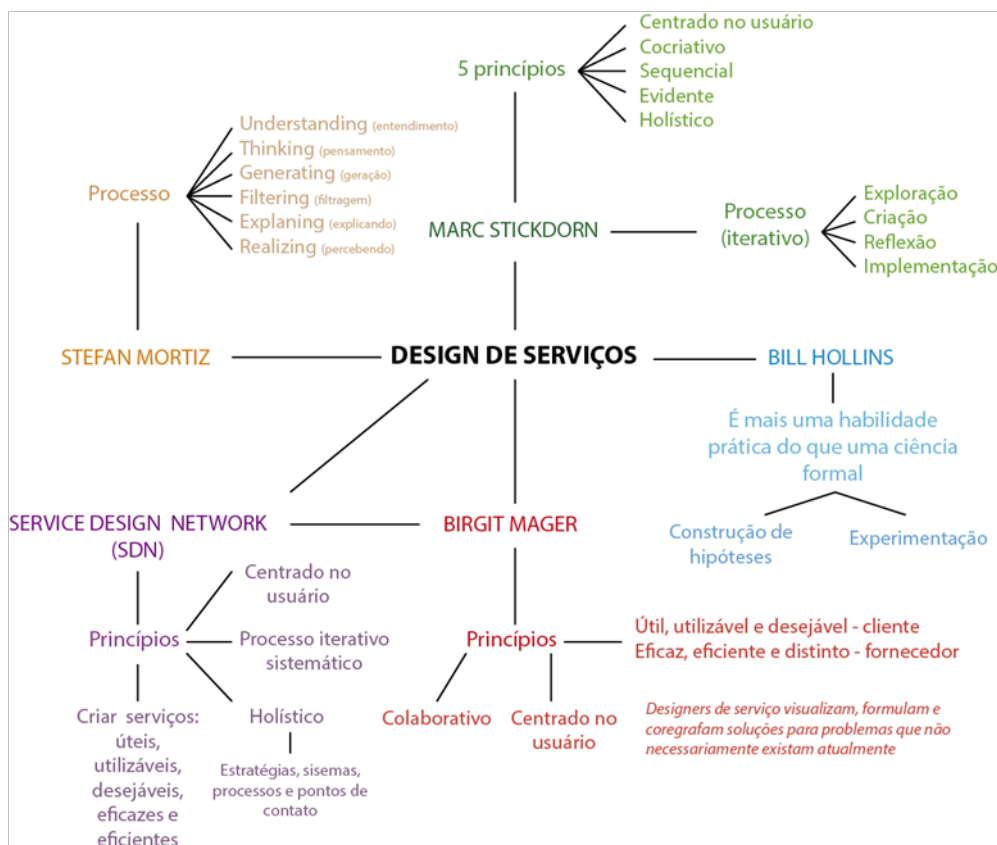 5 princípios
Centrado no usuário
Cocriativo
Sequencial
Evidente
Holístico
Processo
Understanding (entendimento)
Thinking (pensamento)
Generating (geração)
Filtering (filtragem)
Explaning (explicando)
Realizing (percebendo)
MARC STICKDORN
Processo
(iterativo)
Exploração
Criação
Reflexão
Implementação
STEFAN MORTIZ
DESIGN DE SERVIÇOS
BILL HOLLINS
É mais uma habilidade
prática do que uma ciência
formal
Construção de
hipóteses
Experimentação
SERVICE DESIGN NETWORK
(SDN)
BIRGIT MAGER
Centrado no
usuário
Princípios
Processo iterativo
sistemático
Criar serviços:
úteis,
utilizáveis,
desejáveis,
eficazes e
eficientes
Holístico
Estratégias, sisemas,
processos e pontos de
contato
Princípios
Útil, utilizável e desejável - cliente
Eficaz, eficiente e distinto - fornecedor
Colaborativo
Centrado no
usuário
Designers de serviço visualizam, formulam e
coregrafam soluções para problemas que não
necessariamente existam atualmente